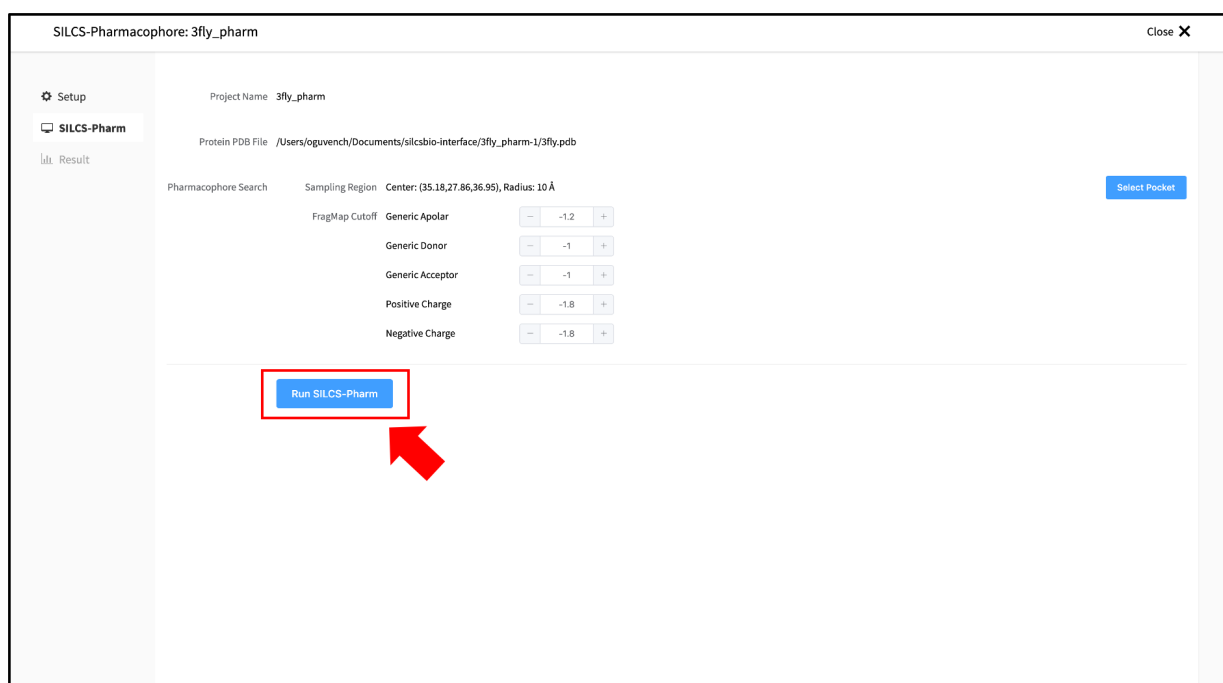 SILCS-Pharmacophore: 3fly_pharm
Close
Setup
SILCS-Pharm
Result
Project Name 3fly_pharm
Protein PDB File /Users/oguvench/Documents/silcsbio-interface/3fly_pharm-1/3fly.pdb
Pharmacophore Search Sampling Region Center: (35.18,27.86,36.95), Radius: 10 Å Select Pocket
FragMap Cutoff Generic Apolar − -1.2 +
Generic Donor − -1 +
Generic Acceptor − -1 +
Positive Charge − -1.8 +
Negative Charge − -1.8 +
Run SILCS-Pharm